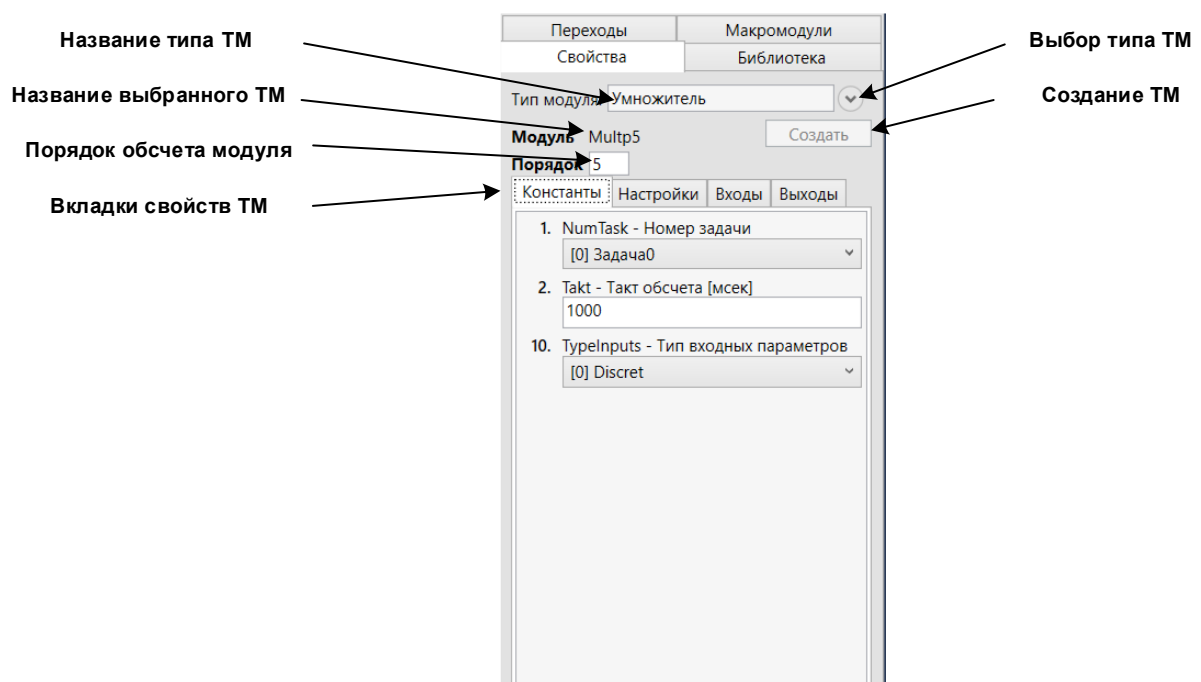 Название типа ТМ
Название выбранного ТМ
Порядок обсчета модуля
Вкладки свойств ТМ
Переходы Макромодули
Свойства Библиотека
Тип модуля Умножитель
Модуль Multp5 Создать
Порядок 5
Константы Настройки Входы Выходы
1. NumTask - Номер задачи
[0] Задача0
2. Takt - Такт обсчета [мсек]
1000
10. TypeInputs - Тип входных параметров
[0] Discret
Выбор типа ТМ
Создание ТМ